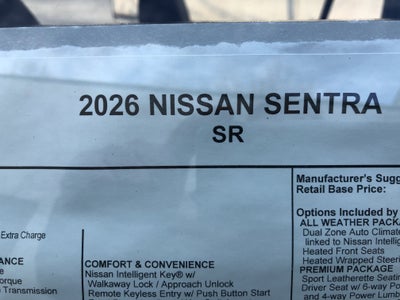 2026 NISSAN SENTRA
SR
Extra Charge
ANCE
e
orque
Transmission
COMFORT & CONVENIENCE
Nissan Intelligent Key® w/
Walkaway Lock / Approach Unlock
Remote Keyless Entry w/ Push Button Start
Manufacturer's Sugg
Retail Base Price:
Options Included by
ALL WEATHER PACKA
Dual Zone Auto Climate
linked to Nissan Intellig
Heated Front Seats
Heated Wrapped Steerin
PREMIUM PACKAGE
Sport Leatherette Seatin
Driver Seat w/ 6-way Po
and 4-way Power Lumb